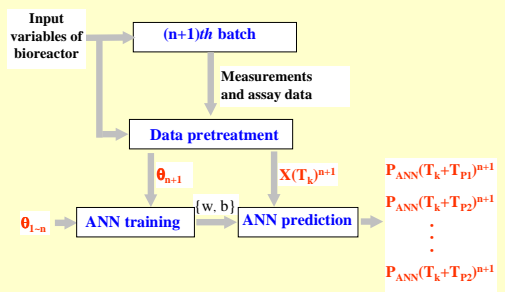 Input
variables of
bioreactor
(n+1)th batch
Measurements
and assay data
Data pretreatment
θn+1
X(Tk)^n+1
θ1~n
ANN training
{w, b}
ANN prediction
PANN(Tk+TP1)^n+1
PANN(Tk+TP2)^n+1
.
.
.
PANN(Tk+TP2)^n+1